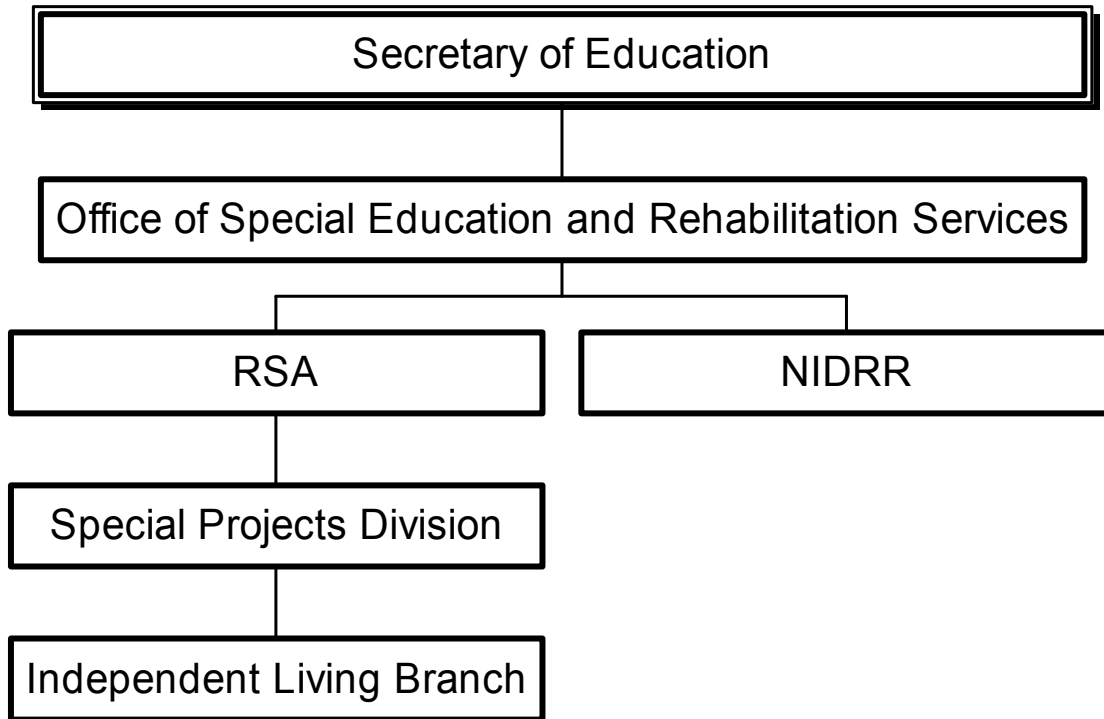 Secretary of Education
Office of Special Education and Rehabilitation Services
RSA
NIDRR
Special Projects Division
Independent Living Branch